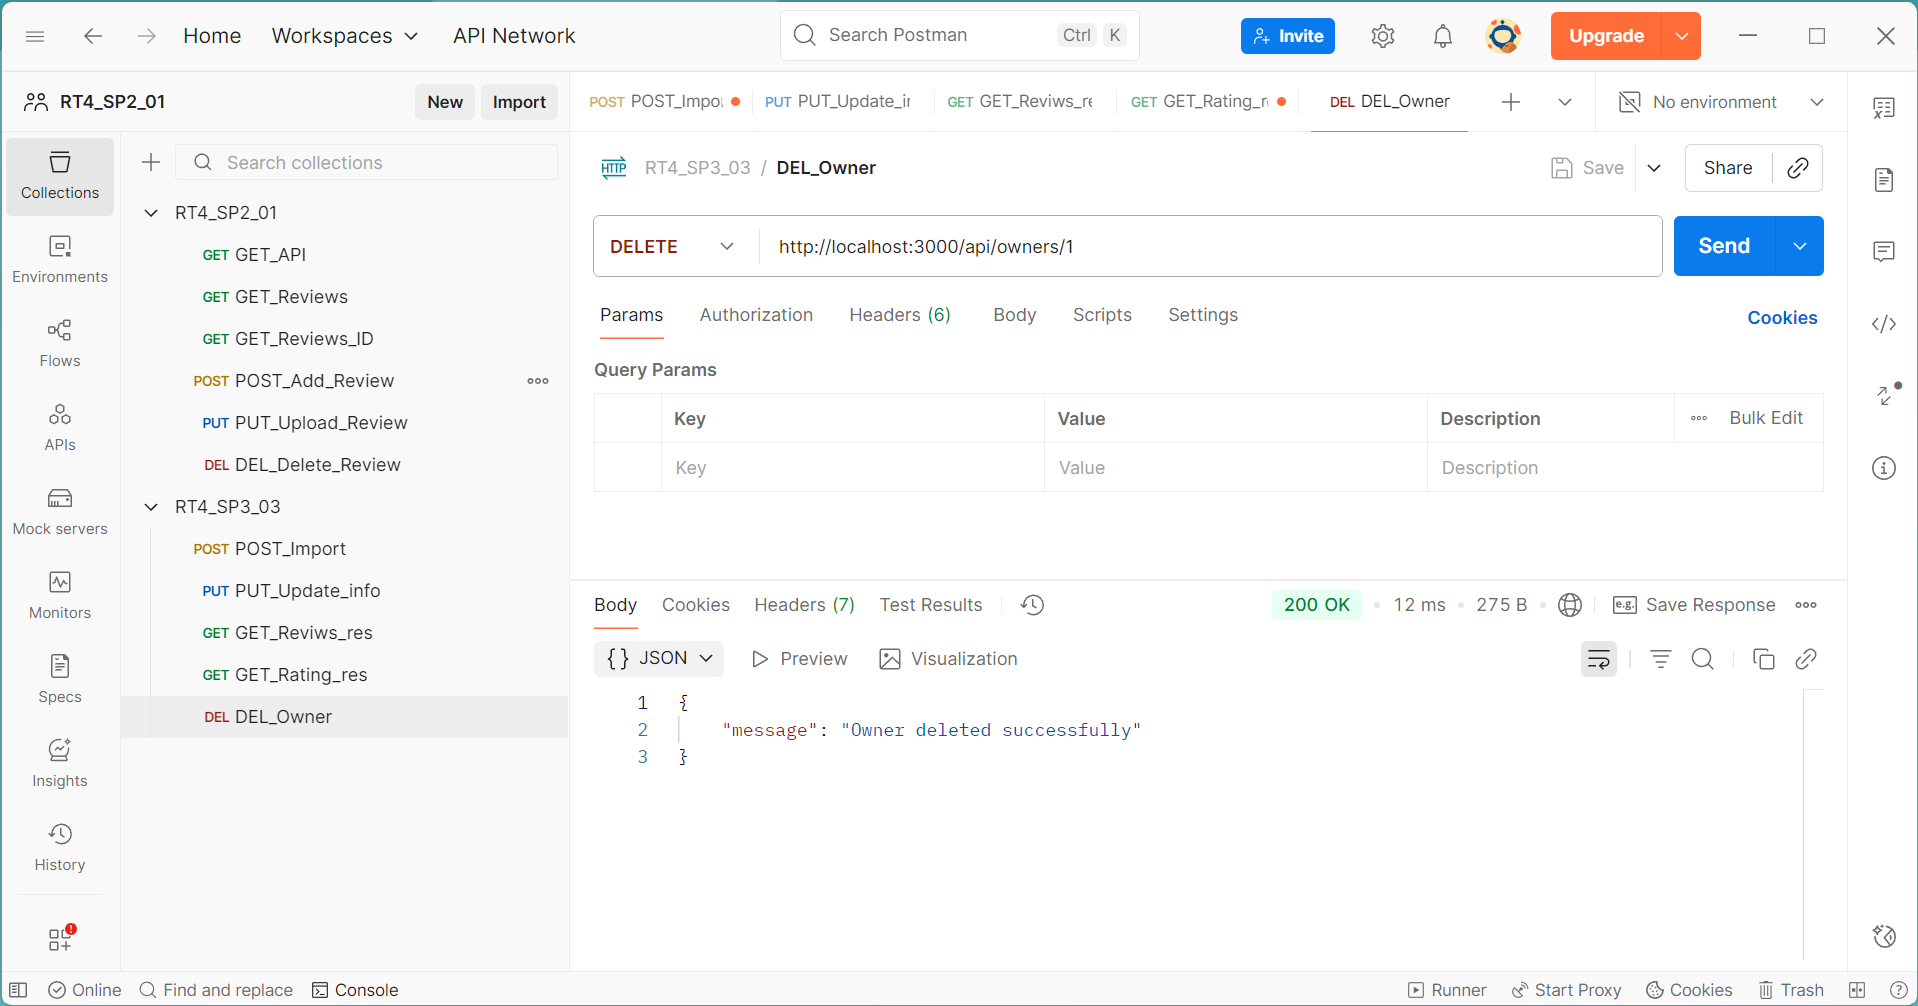 Home
Workspaces
API Network
Search Postman
Ctrl K
Invite
Upgrade
RT4_SP2_01
New
Import
POST POST_Impor
PUT PUT_Update_in
GET GET_Reviws_re
GET GET_Rating_re
DEL DEL_Owner
No environment
Collections
Environments
Flows
APIs
Mock servers
Monitors
Specs
Insights
History
Search collections
RT4_SP2_01
GET GET_API
GET GET_Reviews
GET GET_Reviews_ID
POST POST_Add_Review
PUT PUT_Upload_Review
DEL DEL_Delete_Review
RT4_SP3_03
POST POST_Import
PUT PUT_Update_info
GET GET_Reviws_res
GET GET_Rating_res
DEL DEL_Owner
HTTP RT4_SP3_03 / DEL_Owner
Save
Share
DELETE
http://localhost:3000/api/owners/1
Send
Params
Authorization
Headers (6)
Body
Scripts
Settings
Cookies
Query Params
Key
Value
Description
Bulk Edit
Key
Value
Description
Body
Cookies
Headers (7)
Test Results
200 OK
12 ms
275 B
e.g. Save Response
{} JSON
Preview
Visualization
1 {
2 "message": "Owner deleted successfully"
3 }
Online
Find and replace
Console
Runner
Start Proxy
Cookies
Trash